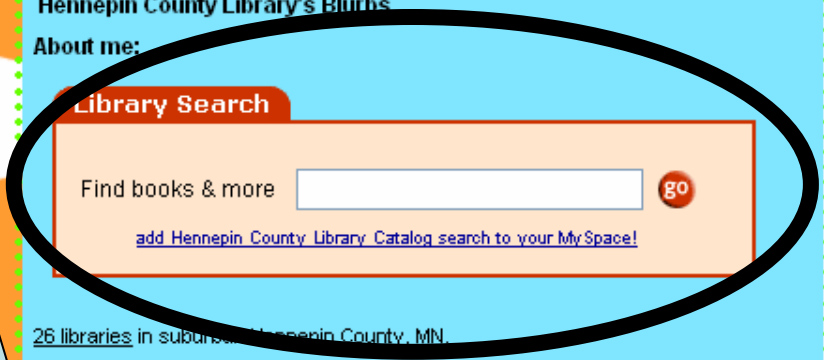 Hennepin County Library's Blurbs
About me:
Library Search
Find books & more
go
add Hennepin County Library Catalog search to your MySpace!
26 libraries in suburban Hennepin County, MN.